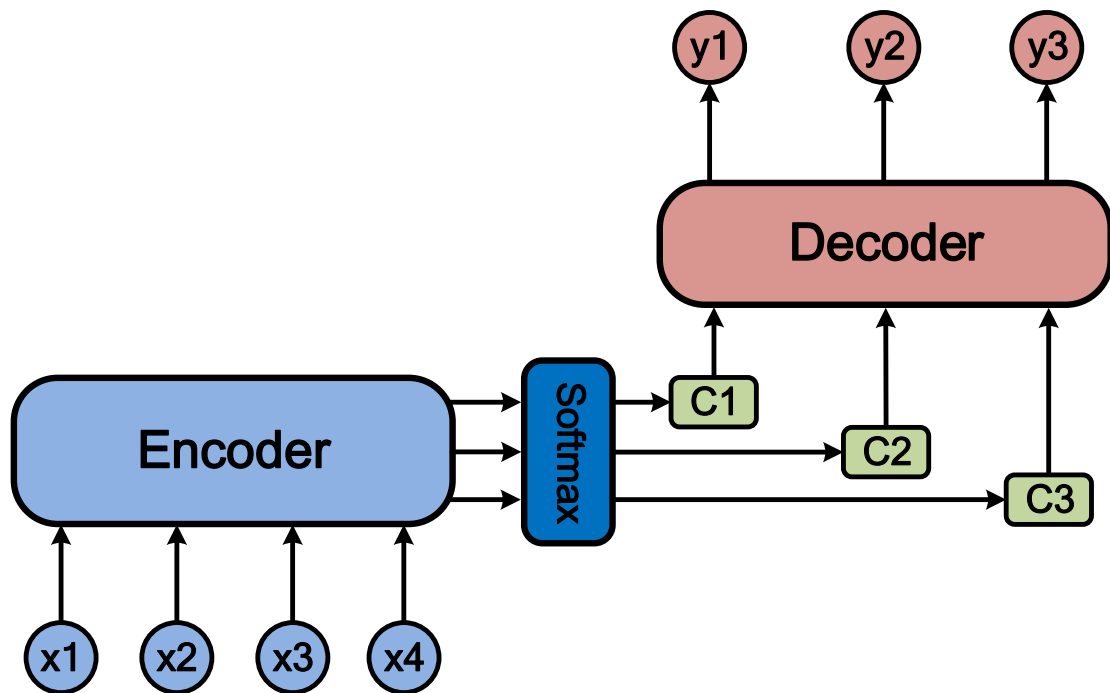 y1 y2 y3
Decoder
Encoder
Softmax
C1
C2
C3
x1 x2 x3 x4